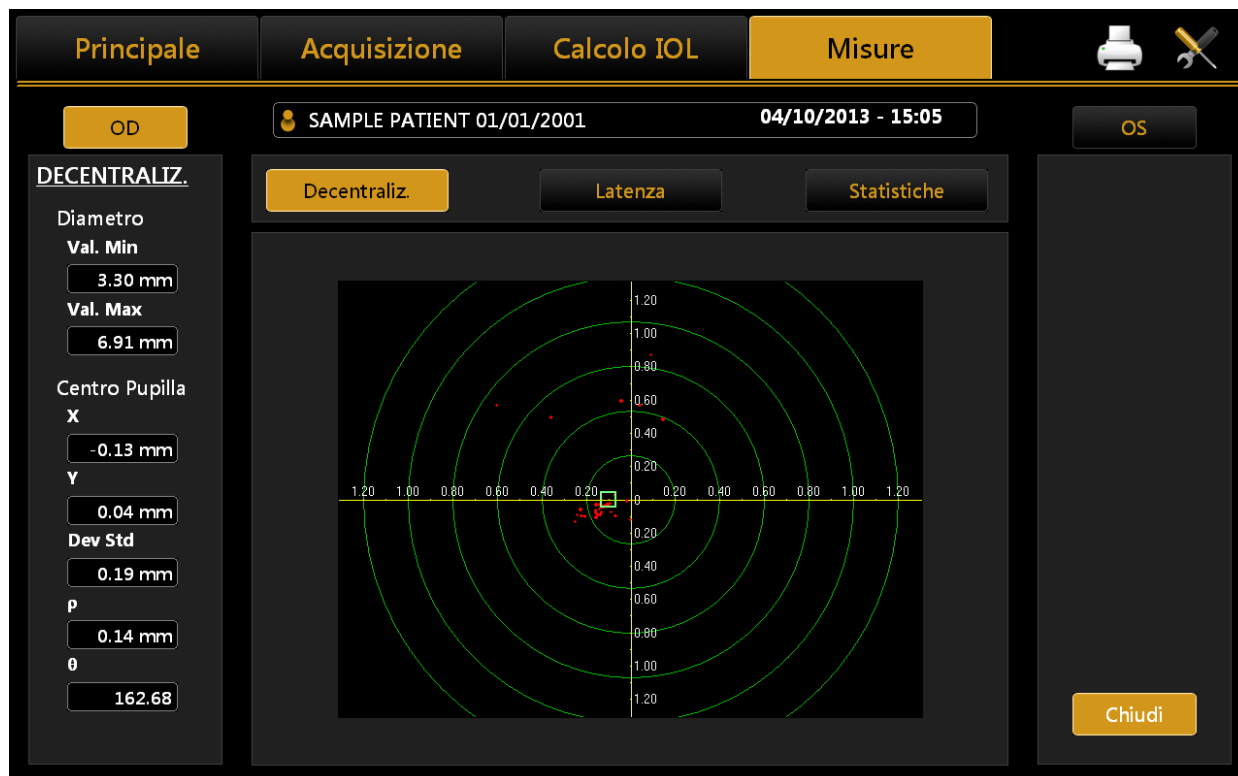 Principale
Acquisizione
Calcolo IOL
Misure
OD
SAMPLE PATIENT 01/01/2001
04/10/2013 - 15:05
OS
DECENTRALIZ.
Diametro
Val. Min
3.30 mm
Val. Max
6.91 mm
Centro Pupilla
X
-0.13 mm
Y
0.04 mm
Dev Std
0.19 mm
ρ
0.14 mm
θ
162.68
Decentraliz.
Latenza
Statistiche
1.20
1.00
0.80
0.60
0.40
0.20
1.20 1.00 0.80 0.60 0.40 0.20 0 0.20 0.40 0.60 0.80 1.00 1.20
0.20
0.40
0.60
0.80
1.00
1.20
Chiudi